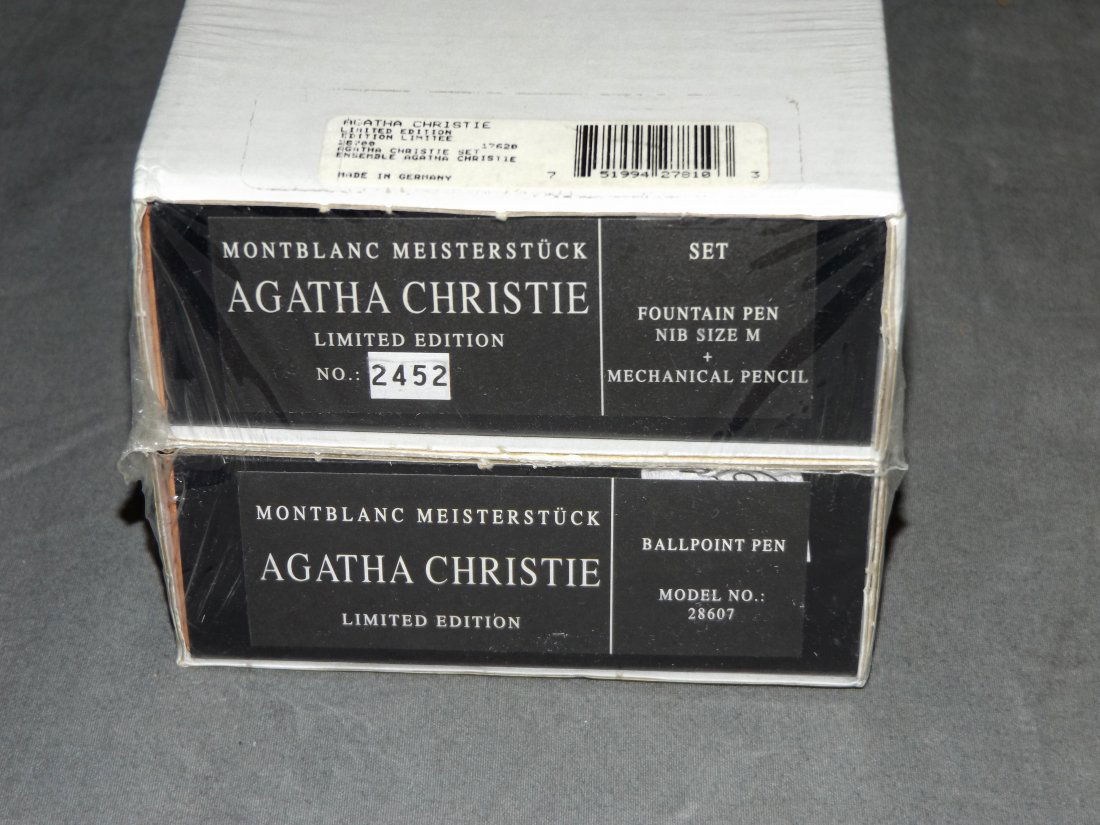 AGATHA CHRISTIE
LIMITED EDITION
EDITION LIMITEE
28700 17620
AGATHA CHRISTIE SET
ENSEMBLE AGATHA CHRISTIE
MADE IN GERMANY
7 51994 27810 3
MONTBLANC MEISTERSTÜCK
AGATHA CHRISTIE
LIMITED EDITION
NO.: 2452
SET
FOUNTAIN PEN
NIB SIZE M
+
MECHANICAL PENCIL
MONTBLANC MEISTERSTÜCK
AGATHA CHRISTIE
LIMITED EDITION
BALLPOINT PEN
MODEL NO.:
28607